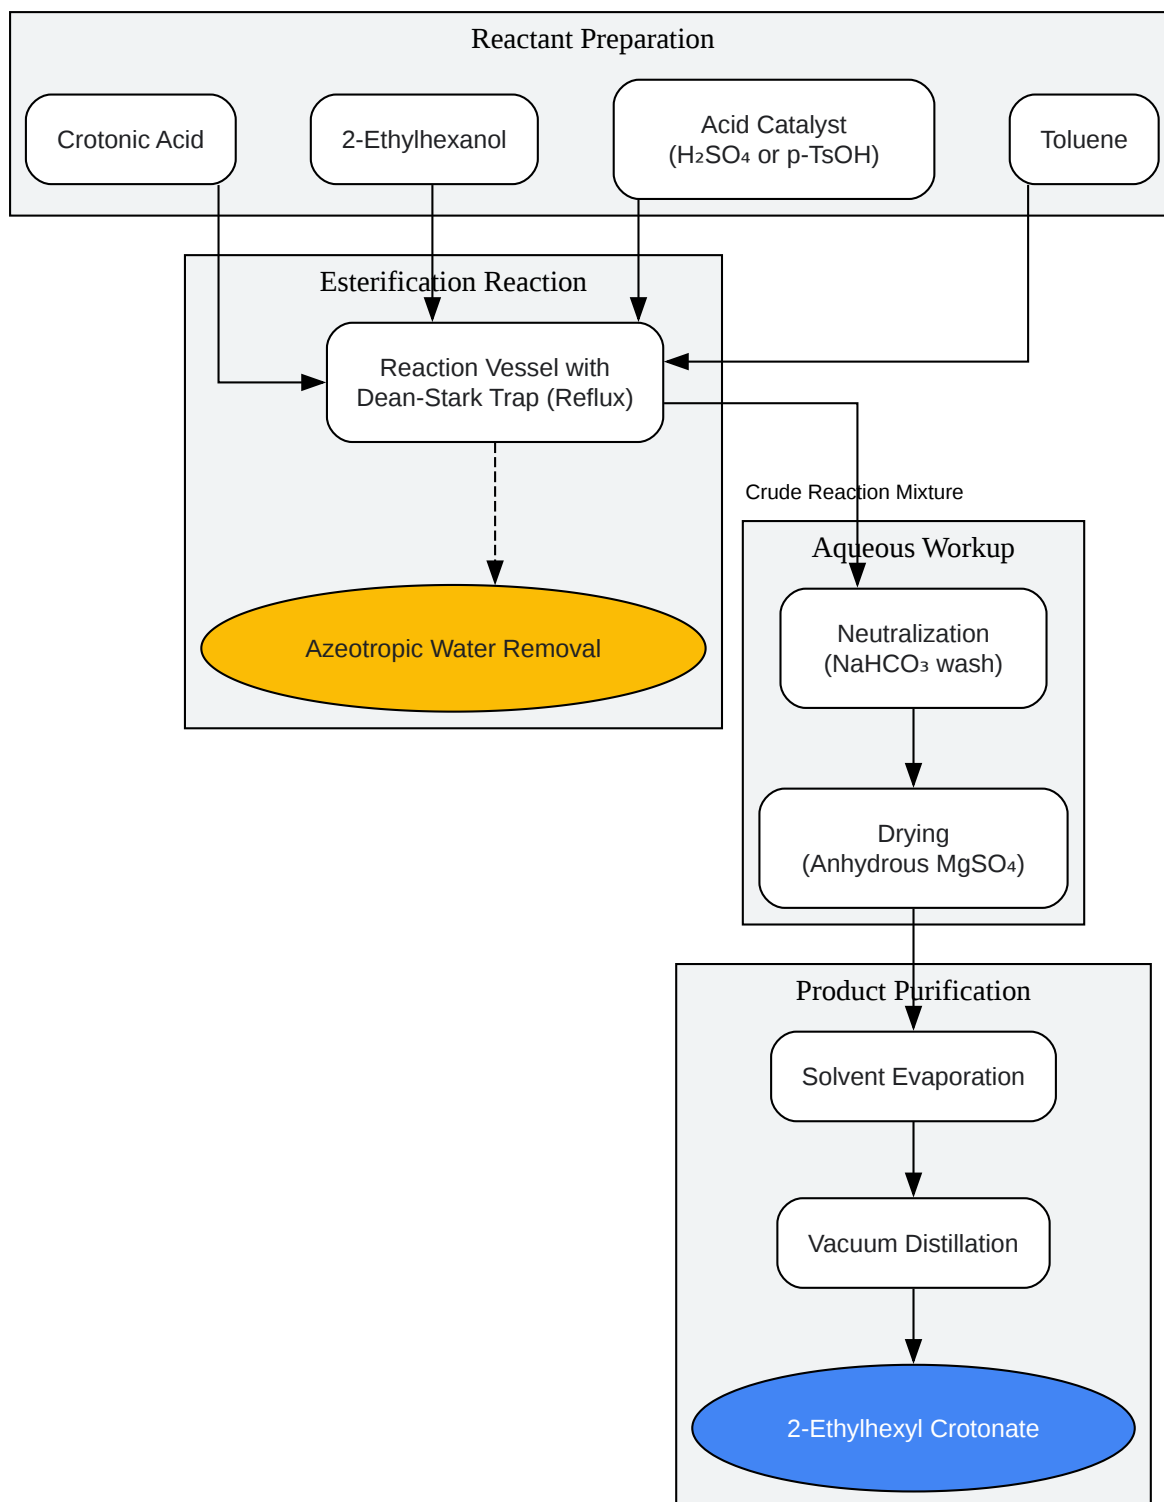 Reactant Preparation
Crotonic Acid
2-Ethylhexanol
Acid Catalyst
(H₂SO₄ or p-TsOH)
Toluene
Esterification Reaction
Reaction Vessel with
Dean-Stark Trap (Reflux)
Azeotropic Water Removal
Crude Reaction Mixture
Aqueous Workup
Neutralization
(NaHCO₃ wash)
Drying
(Anhydrous MgSO₄)
Product Purification
Solvent Evaporation
Vacuum Distillation
2-Ethylhexyl Crotonate